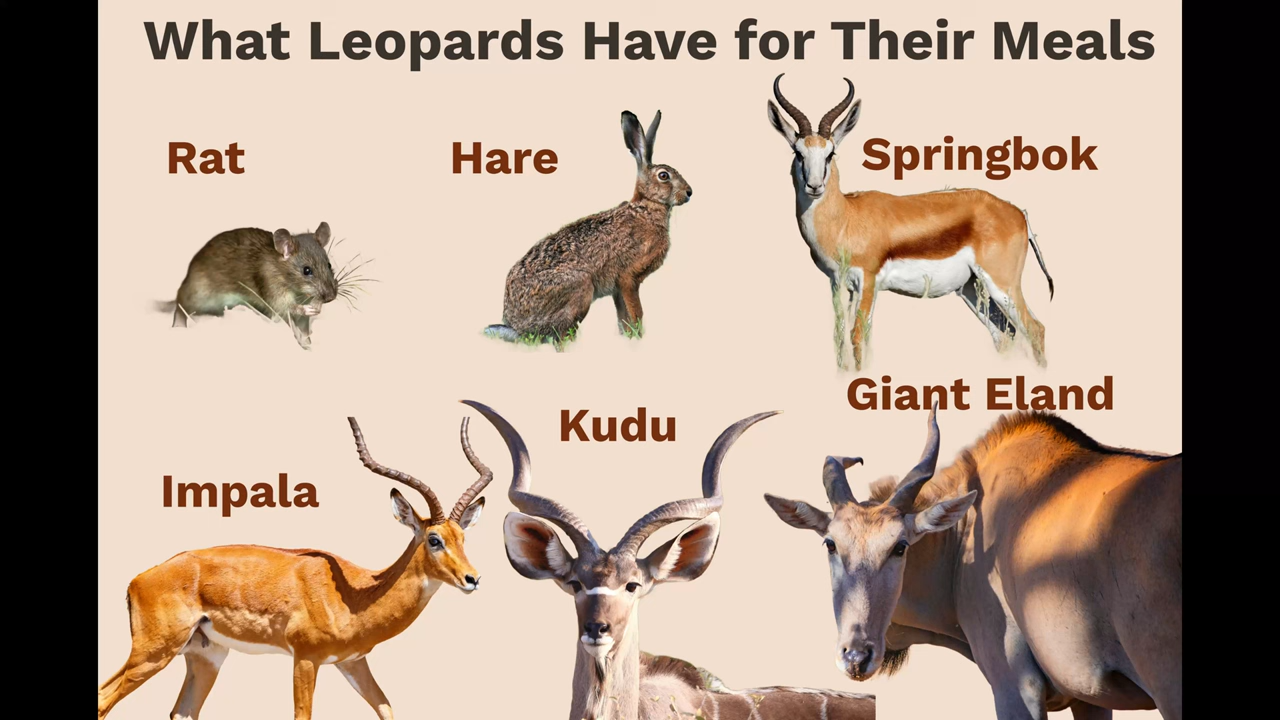 What Leopards Have for Their Meals
Rat
Hare
Springbok
Giant Eland
Kudu
Impala